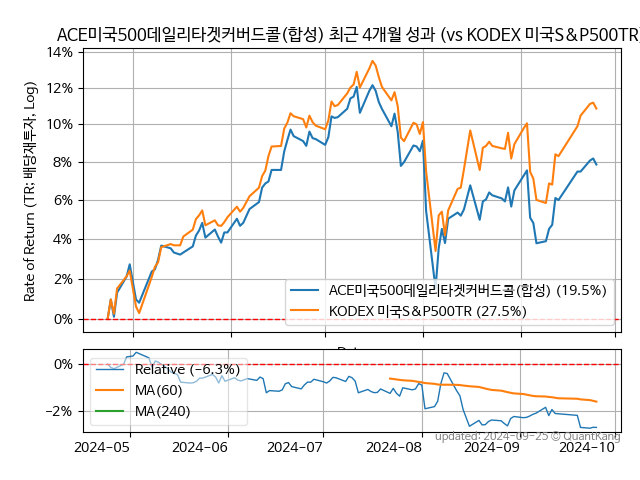 ACE미국500데일리타겟커버드콜(합성) 최근 4개월 성과 (vs KODEX 미국S&P500TR)
Rate of Return (TR: 배당재투자, Log)
14%
12%
10%
8%
6%
4%
2%
0%
ACE미국500데일리타겟커버드콜(합성) (19.5%)
KODEX 미국S&P500TR (27.5%)
0%
−2%
Relative (−6.3%)
MA(60)
MA(240)
updated: 2024-09-25 © QuantKang
2024-05 2024-06 2024-07 2024-08 2024-09 2024-10